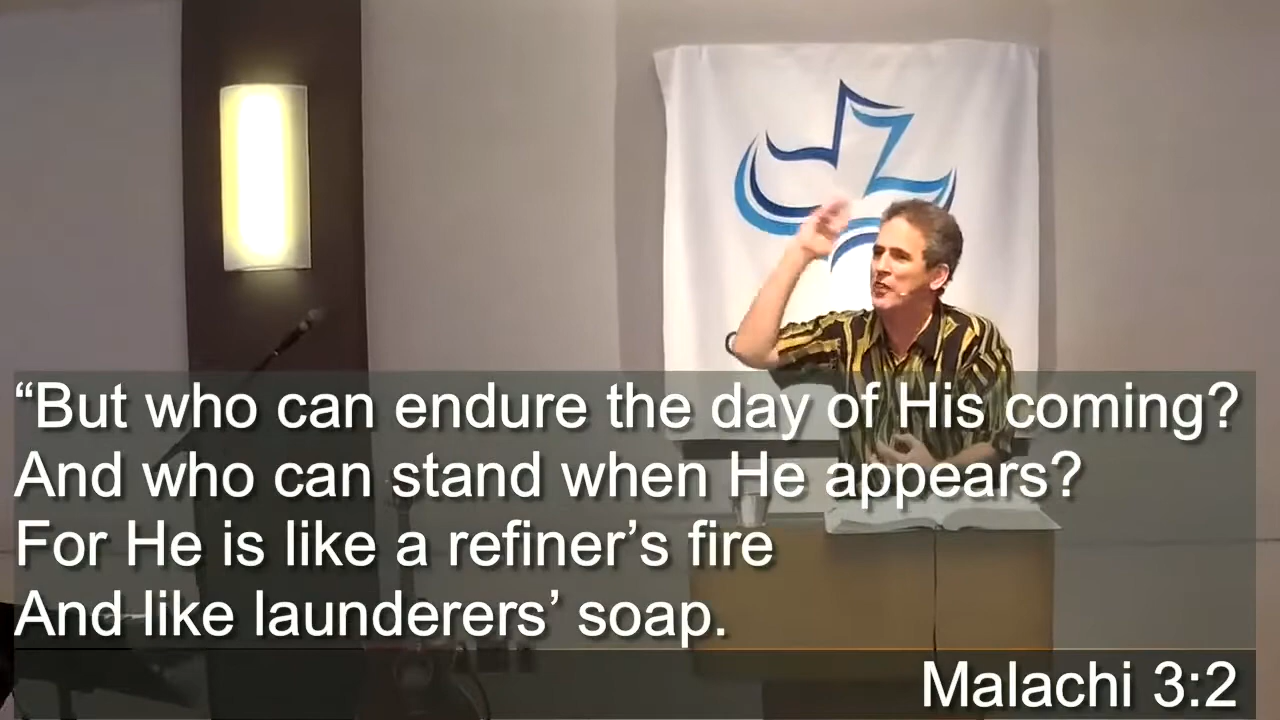 “But who can endure the day of His coming?
And who can stand when He appears?
For He is like a refiner’s fire
And like launderers’ soap.
Malachi 3:2